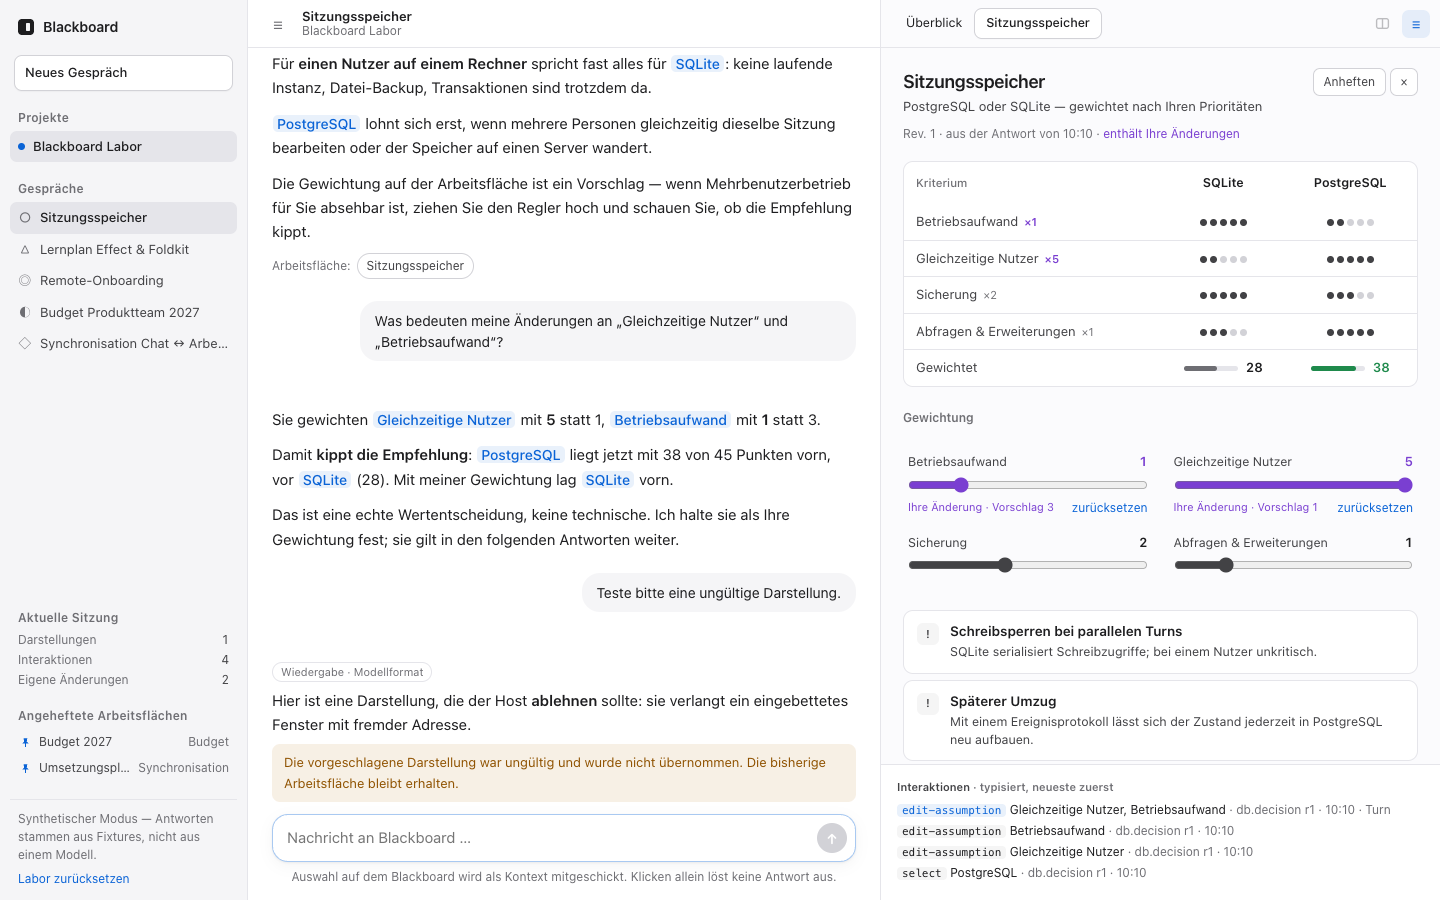 Blackboard
Neues Gespräch
Projekte
Blackboard Labor
Gespräche
Sitzungsspeicher
Lernplan Effect & Foldkit
Remote-Onboarding
Budget Produktteam 2027
Synchronisation Chat ↔ Arbe...
Aktuelle Sitzung
Darstellungen 1
Interaktionen 4
Eigene Änderungen 2
Angeheftete Arbeitsflächen
Budget 2027 Budget
Umsetzungspl... Synchronisation
Synthetischer Modus — Antworten
stammen aus Fixtures, nicht aus
einem Modell.
Labor zurücksetzen
Sitzungsspeicher
Blackboard Labor
Für einen Nutzer auf einem Rechner spricht fast alles für SQLite : keine laufende
Instanz, Datei-Backup, Transaktionen sind trotzdem da.
PostgreSQL lohnt sich erst, wenn mehrere Personen gleichzeitig dieselbe Sitzung
bearbeiten oder der Speicher auf einen Server wandert.
Die Gewichtung auf der Arbeitsfläche ist ein Vorschlag — wenn Mehrbenutzerbetrieb
für Sie absehbar ist, ziehen Sie den Regler hoch und schauen Sie, ob die Empfehlung
kippt.
Arbeitsfläche: Sitzungsspeicher
Was bedeuten meine Änderungen an „Gleichzeitige Nutzer“ und
„Betriebsaufwand“?
Sie gewichten Gleichzeitige Nutzer mit 5 statt 1, Betriebsaufwand mit 1 statt 3.
Damit kippt die Empfehlung: PostgreSQL liegt jetzt mit 38 von 45 Punkten vorn,
vor SQLite (28). Mit meiner Gewichtung lag SQLite vorn.
Das ist eine echte Wertentscheidung, keine technische. Ich halte sie als Ihre
Gewichtung fest; sie gilt in den folgenden Antworten weiter.
Teste bitte eine ungültige Darstellung.
Wiedergabe · Modellformat
Hier ist eine Darstellung, die der Host ablehnen sollte: sie verlangt ein eingebettetes
Fenster mit fremder Adresse.
Die vorgeschlagene Darstellung war ungültig und wurde nicht übernommen. Die bisherige
Arbeitsfläche bleibt erhalten.
Nachricht an Blackboard ...
Auswahl auf dem Blackboard wird als Kontext mitgeschickt. Klicken allein löst keine Antwort aus.
Überblick Sitzungsspeicher
Sitzungsspeicher
Anheften ×
PostgreSQL oder SQLite — gewichtet nach Ihren Prioritäten
Rev. 1 · aus der Antwort von 10:10 · enthält Ihre Änderungen
Kriterium SQLite PostgreSQL
Betriebsaufwand ×1
Gleichzeitige Nutzer ×5
Sicherung ×2
Abfragen & Erweiterungen ×1
Gewichtet 28 38
Gewichtung
Betriebsaufwand 1
Ihre Änderung · Vorschlag 3 zurücksetzen
Gleichzeitige Nutzer 5
Ihre Änderung · Vorschlag 1 zurücksetzen
Sicherung 2
Abfragen & Erweiterungen 1
! Schreibsperren bei parallelen Turns
SQLite serialisiert Schreibzugriffe; bei einem Nutzer unkritisch.
! Späterer Umzug
Mit einem Ereignisprotokoll lässt sich der Zustand jederzeit in PostgreSQL
neu aufbauen.
Interaktionen · typisiert, neueste zuerst
edit-assumption Gleichzeitige Nutzer, Betriebsaufwand · db.decision r1 · 10:10 · Turn
edit-assumption Betriebsaufwand · db.decision r1 · 10:10
edit-assumption Gleichzeitige Nutzer · db.decision r1 · 10:10
select PostgreSQL · db.decision r1 · 10:10